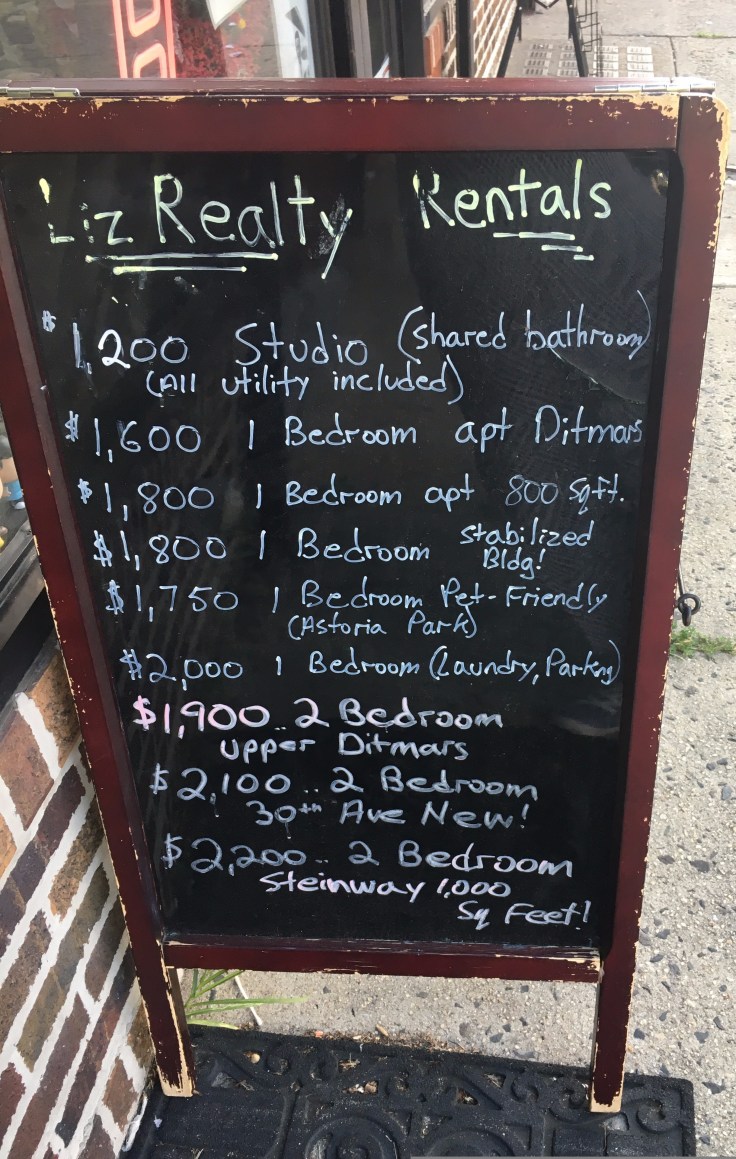 Liz Realty Rentals
$1,200 Studio (shared bathroom)
(All utility included)
$1,600 1 Bedroom apt Ditmars
$1,800 1 Bedroom apt 800 sqft.
$1,800 1 Bedroom stabilized
Bldg!
$1,750 1 Bedroom Pet-Friendly
(Astoria Park)
$2,000 1 Bedroom (Laundry, Parking)
$1,900.. 2 Bedroom
upper Ditmars
$2,100.. 2 Bedroom
30th Ave New!
$2,200.. 2 Bedroom
Steinway 1,000
Sq Feet!